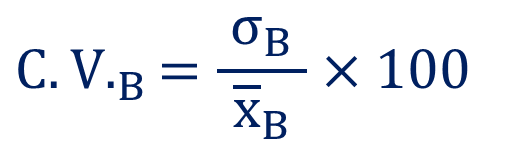 C. V.B = σB / x̄B × 100